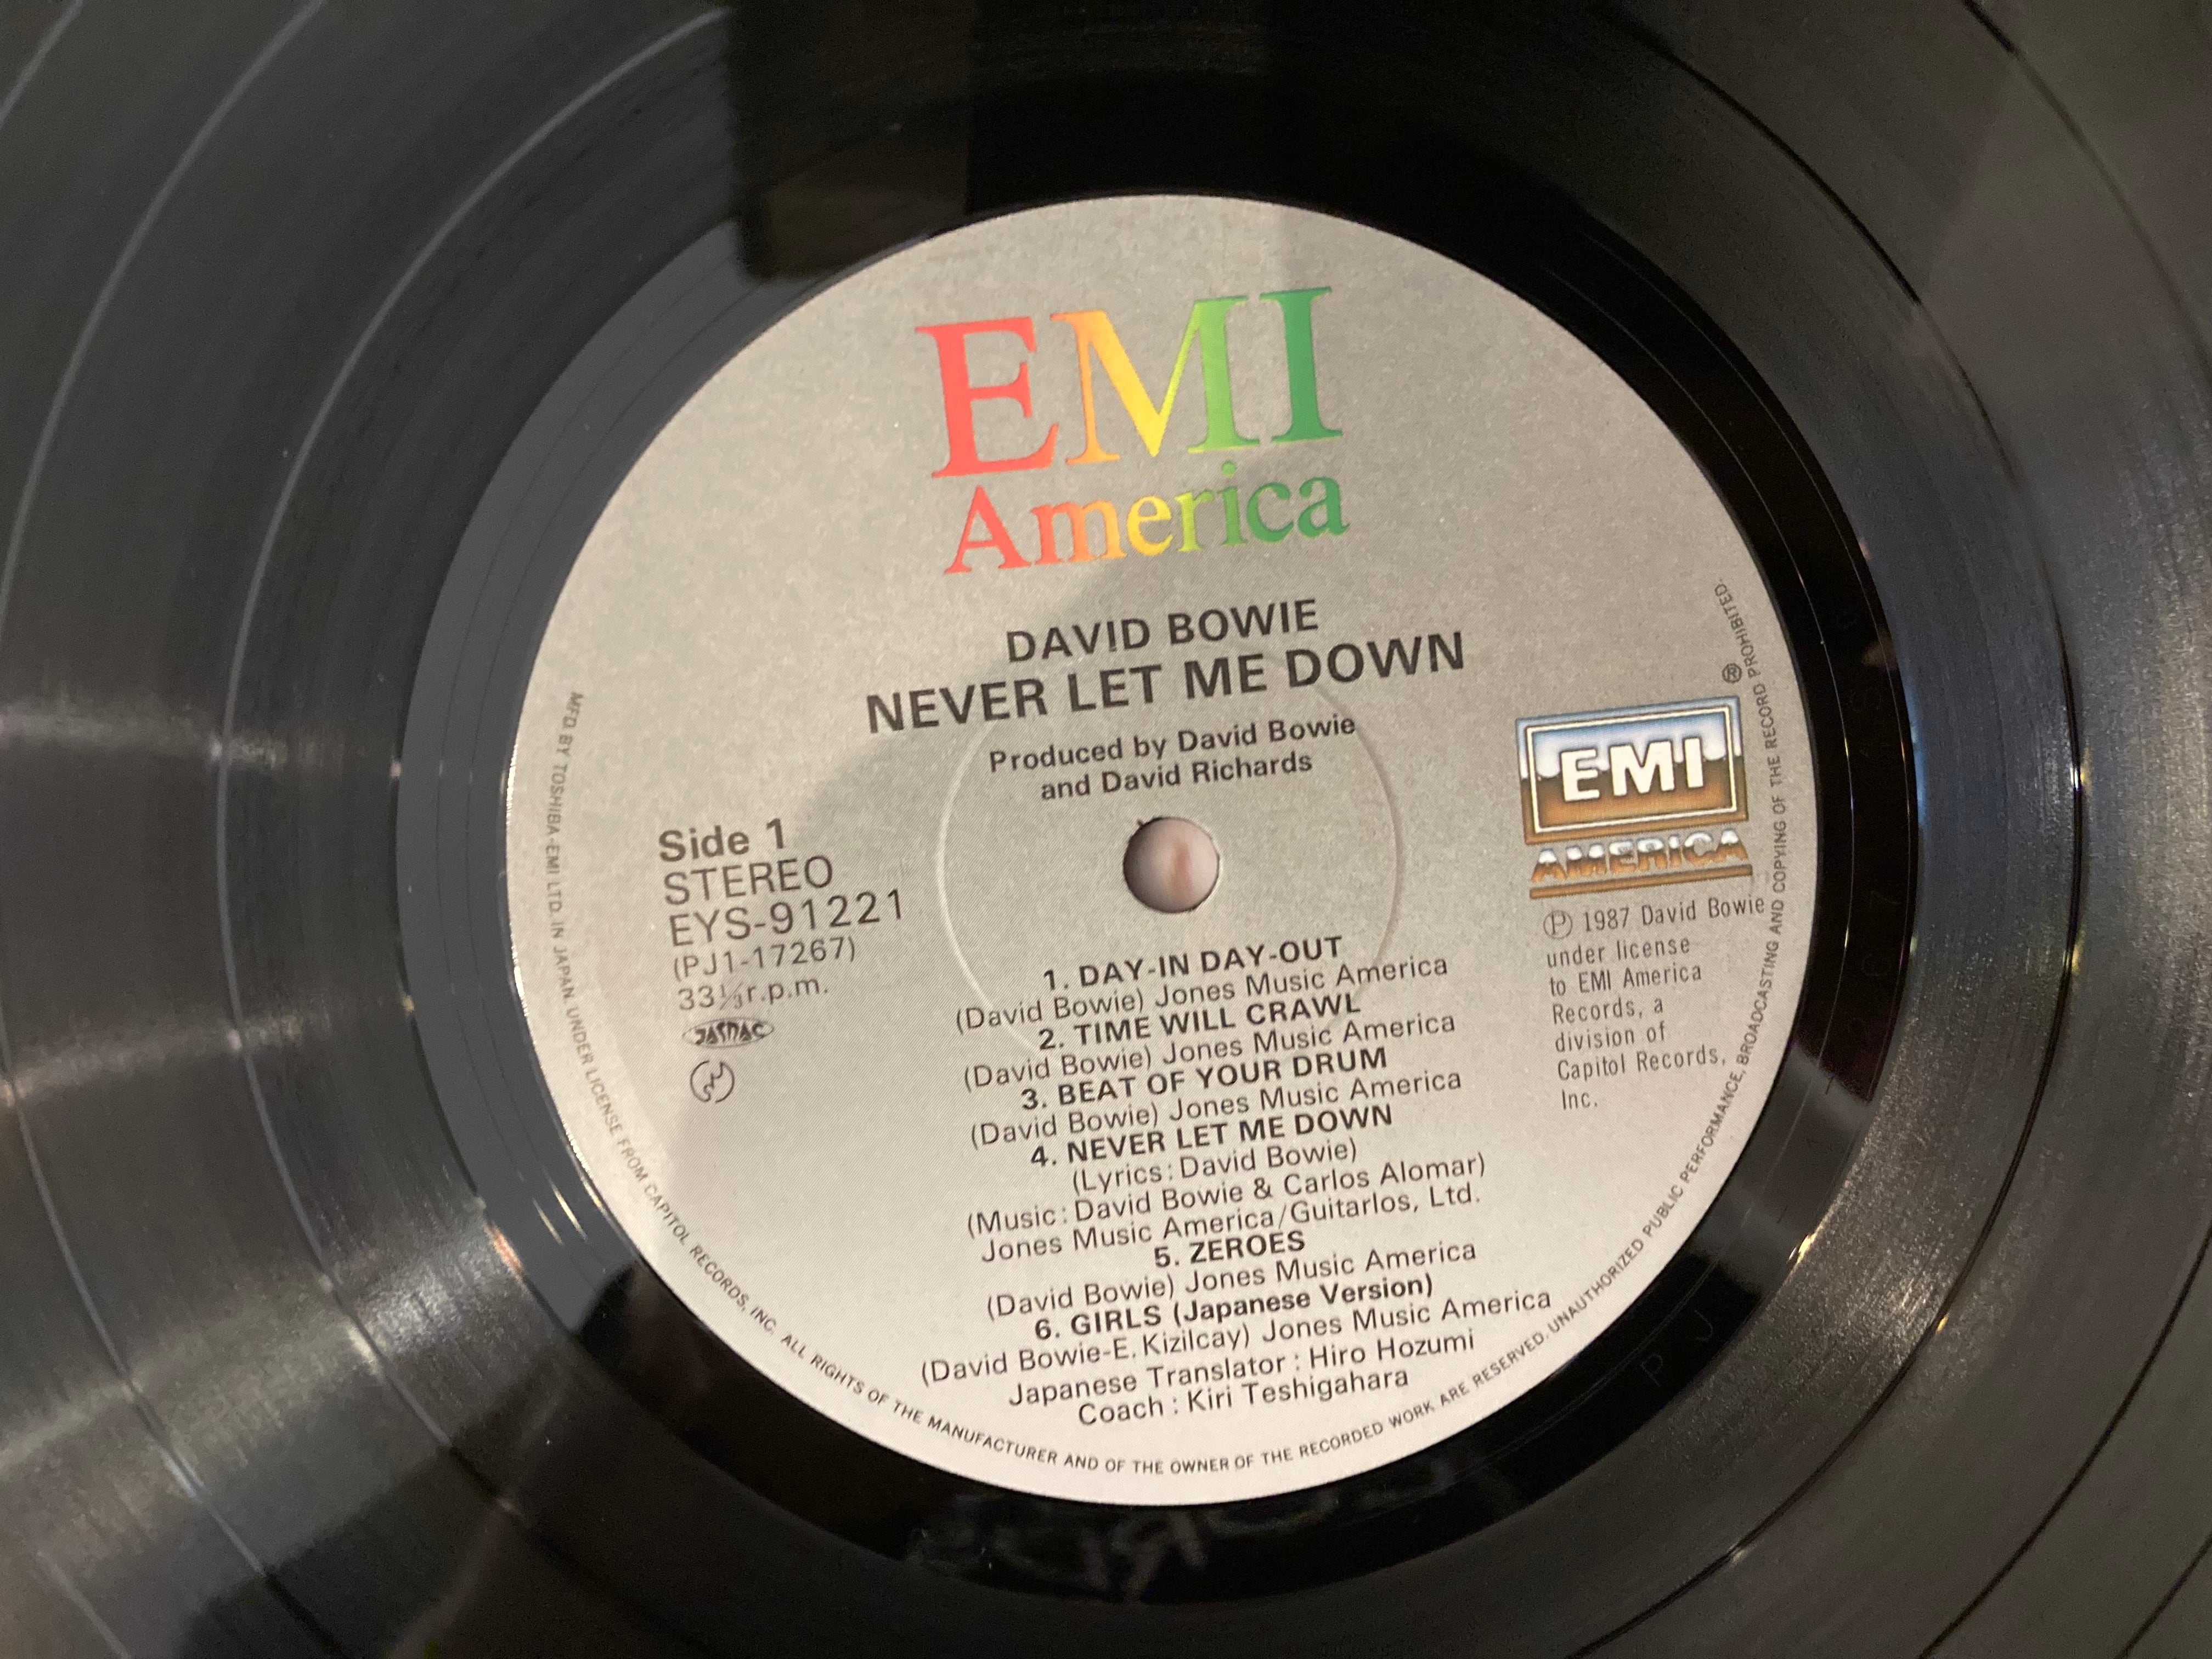 EMI
America
DAVID BOWIE
NEVER LET ME DOWN
Produced by David Bowie
and David Richards
Side 1
STEREO
EYS-91221
(PJ1-17267)
33⅓r.p.m.
JASRAC
EMI
AMERICA
Ⓟ 1987 David Bowie
under license
to EMI America
Records, a
division of
Capitol Records,
Inc.
1. DAY-IN DAY-OUT
(David Bowie) Jones Music America
2. TIME WILL CRAWL
(David Bowie) Jones Music America
3. BEAT OF YOUR DRUM
(David Bowie) Jones Music America
4. NEVER LET ME DOWN
(Lyrics: David Bowie)
(Music: David Bowie & Carlos Alomar)
Jones Music America/Guitarlos, Ltd.
5. ZEROES
(David Bowie) Jones Music America
6. GIRLS (Japanese Version)
(David Bowie-E. Kizilcay) Jones Music America
Japanese Translator: Hiro Hozumi
Coach: Kiri Teshigahara
MFD. BY TOSHIBA-EMI LTD. IN JAPAN UNDER LICENSE FROM CAPITOL RECORDS, INC. ALL RIGHTS OF THE MANUFACTURER AND OF THE OWNER OF THE RECORDED WORK ARE RESERVED. UNAUTHORIZED PUBLIC PERFORMANCE, BROADCASTING AND COPYING OF THE RECORD PROHIBITED.
P J